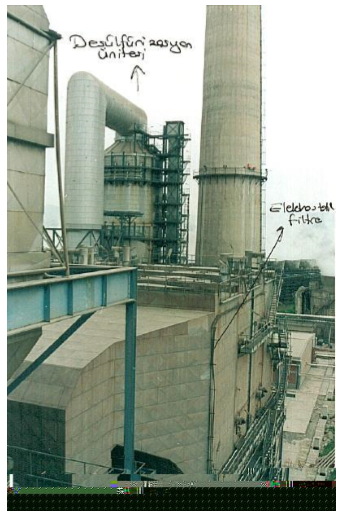 Desülfürizasyon
ünitesi
Elektrostatik
filtre